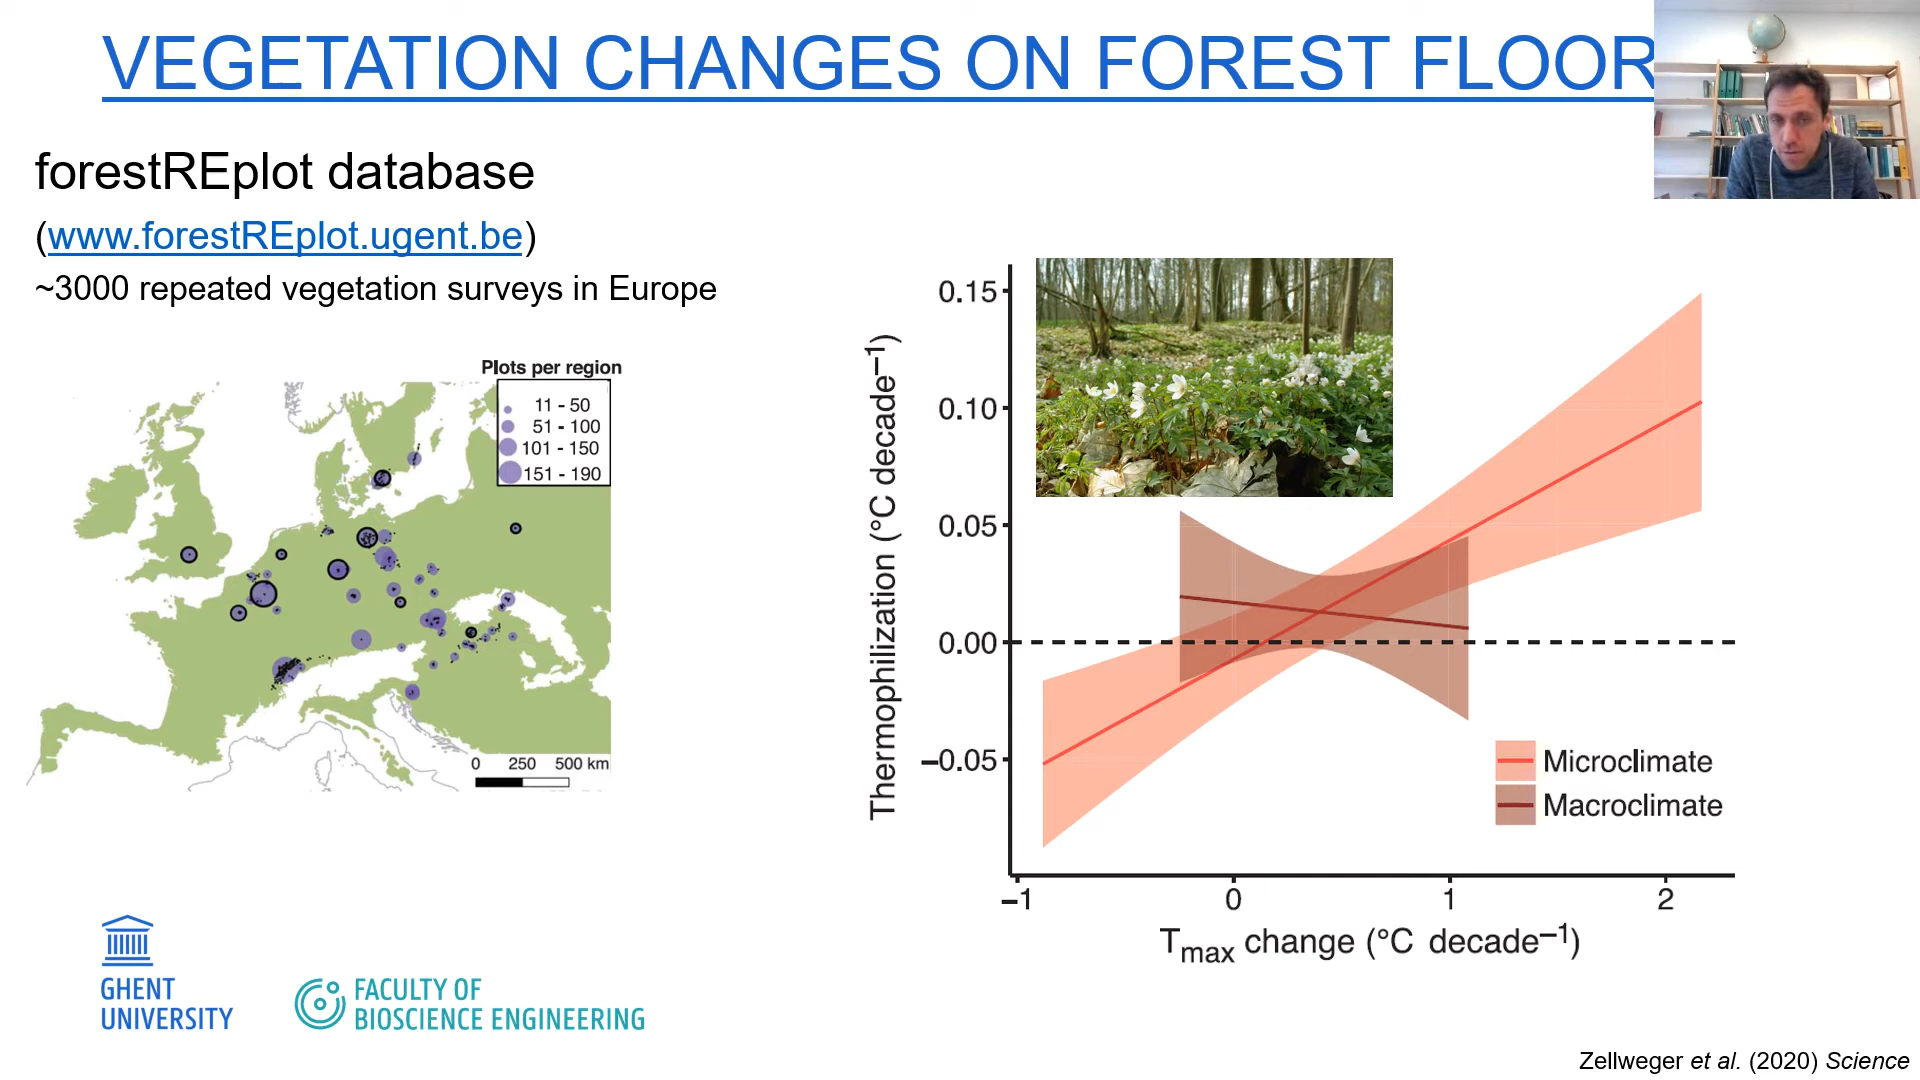 VEGETATION CHANGES ON FOREST FLOOR
forestREplot database
(www.forestREplot.ugent.be)
~3000 repeated vegetation surveys in Europe
Plots per region
11 - 50
51 - 100
101 - 150
151 - 190
0 250 500 km
Thermophilization (°C decade–1)
0.15
0.10
0.05
0.00
–0.05
–1 0 1 2
Tmax change (°C decade–1)
Microclimate
Macroclimate
GHENT
UNIVERSITY
FACULTY OF
BIOSCIENCE ENGINEERING
Zellweger et al. (2020) Science